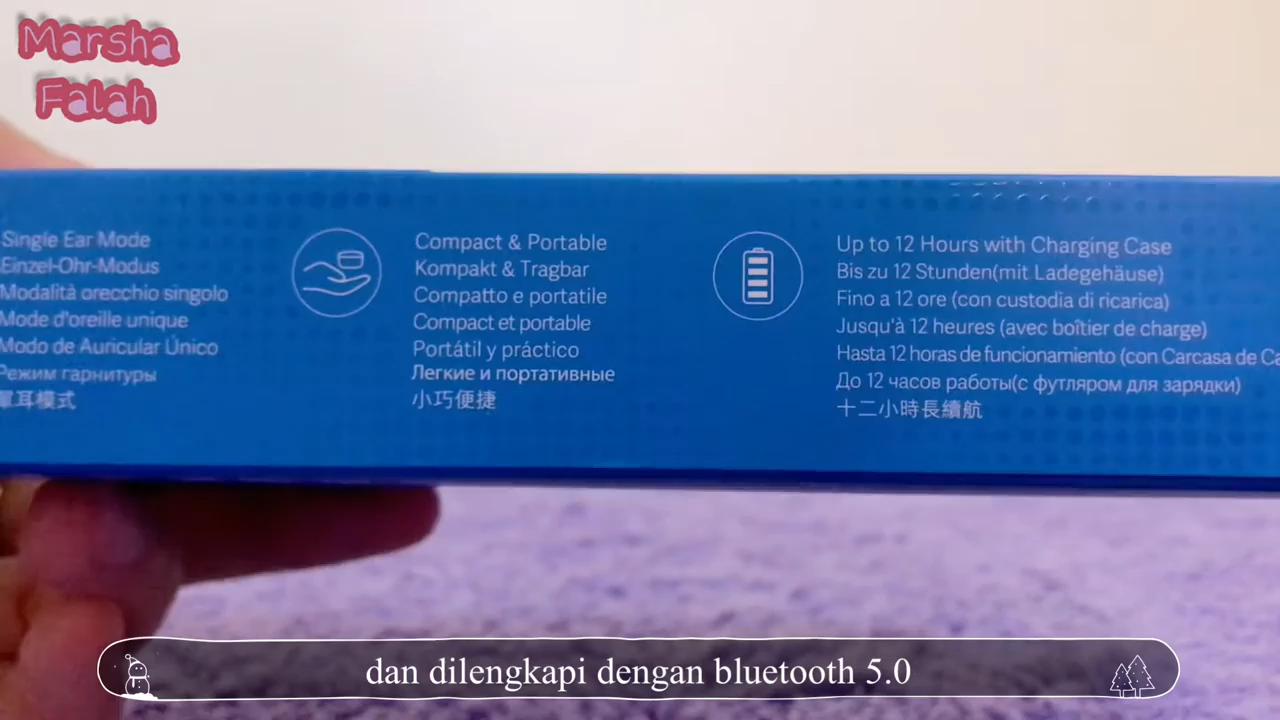 Marsha
Falah
Single Ear Mode
Einzel-Ohr-Modus
Modalità orecchio singolo
Mode d'oreille unique
Modo de Auricular Único
Режим гарнитуры
單耳模式
Compact & Portable
Kompakt & Tragbar
Compatto e portatile
Compact et portable
Portátil y práctico
Легкие и портативные
小巧便捷
Up to 12 Hours with Charging Case
Bis zu 12 Stunden(mit Ladegehäuse)
Fino a 12 ore (con custodia di ricarica)
Jusqu'à 12 heures (avec boîtier de charge)
Hasta 12 horas de funcionamiento (con Carcasa de
До 12 часов работы(с футляром для зарядки)
十二小時長續航
dan dilengkapi dengan bluetooth 5.0